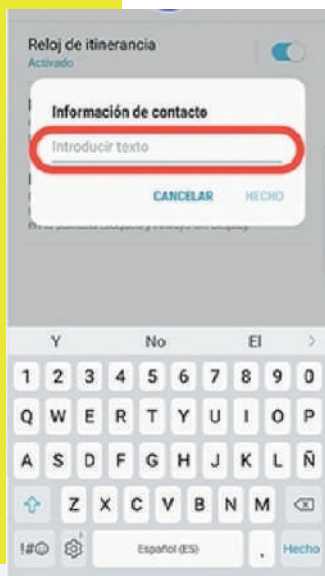 Reloj de itinerancia
Activado
Información de contacto
Introducir texto
CANCELAR HECHO
Y No El >
1 2 3 4 5 6 7 8 9 0
Q W E R T Y U I O P
A S D F G H J K L Ñ
Z X C V B N M
!#☺ Español (ES) . Hecho